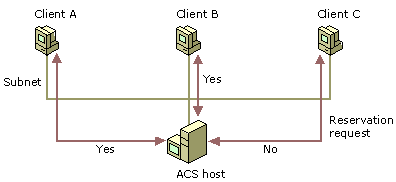 Client A
Client B
Client C
Subnet
Yes
Reservation
request
Yes
No
ACS host